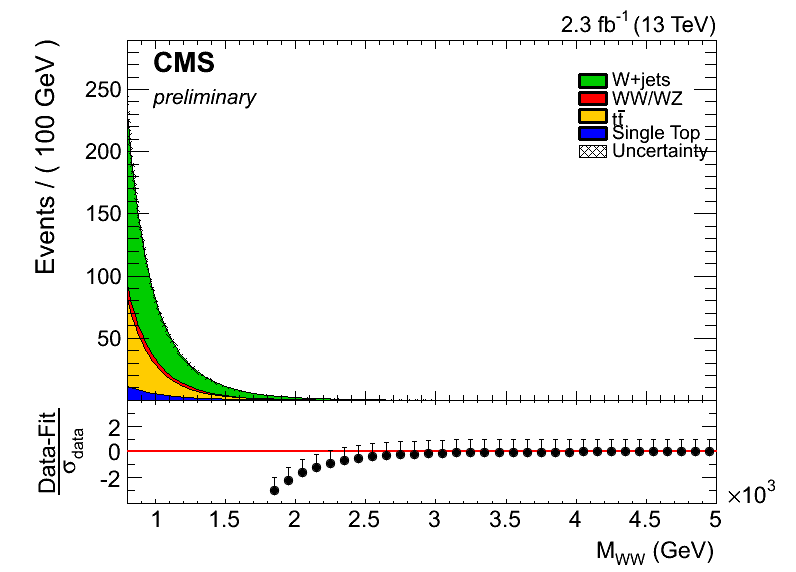 2.3 fb⁻¹ (13 TeV)
CMS
preliminary
Events / ( 100 GeV )
250
200
150
100
50
W+jets
WW/WZ
tt̄
Single Top
Uncertainty
Data-Fit
σdata
2
0
-2
1 1.5 2 2.5 3 3.5 4 4.5 5
×10³
MWW (GeV)